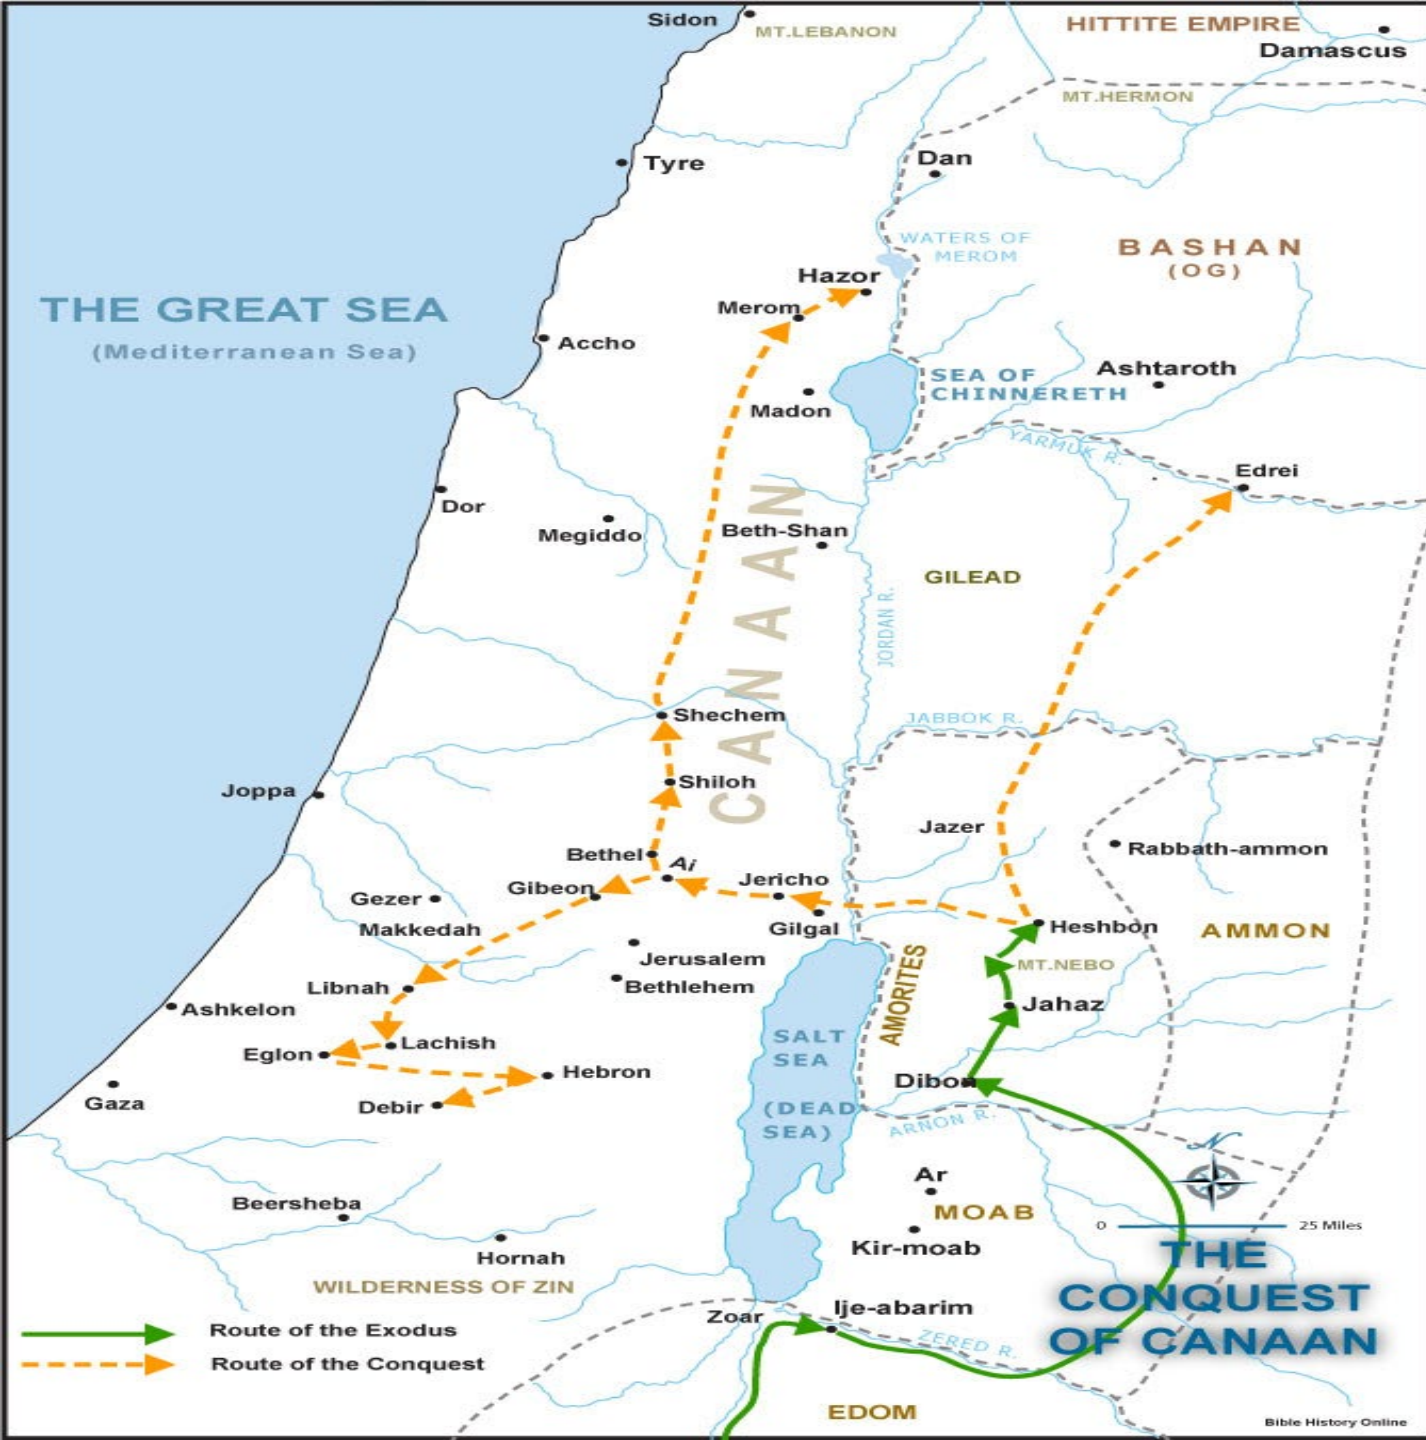 Sidon
MT.LEBANON
HITTITE EMPIRE
Damascus
MT.HERMON
Tyre
Dan
WATERS OF
MEROM
BASHAN
(OG)
Hazor
Merom
THE GREAT SEA
(Mediterranean Sea)
Accho
SEA OF
CHINNERETH
Ashtaroth
Madon
YARMUK R.
Edrei
Dor
Megiddo
Beth-Shan
CANAAN
GILEAD
JORDAN R.
Shechem
JABBOK R.
Shiloh
Joppa
Jazer
Rabbath-ammon
Bethel
Ai
Jericho
Gibeon
Gezer
Makkedah
Gilgal
Heshbon
AMMON
Jerusalem
Bethlehem
MT.NEBO
AMORITES
Libnah
Ashkelon
Jahaz
SALT
SEA
Lachish
Eglon
Hebron
Dibon
Gaza
Debir
(DEAD
SEA)
ARNON R.
N
Ar
MOAB
Beersheba
Kir-moab
0 25 Miles
Hornah
THE
CONQUEST
OF CANAAN
WILDERNESS OF ZIN
Zoar
Ije-abarim
ZERED R.
Route of the Exodus
Route of the Conquest
EDOM
Bible History Online